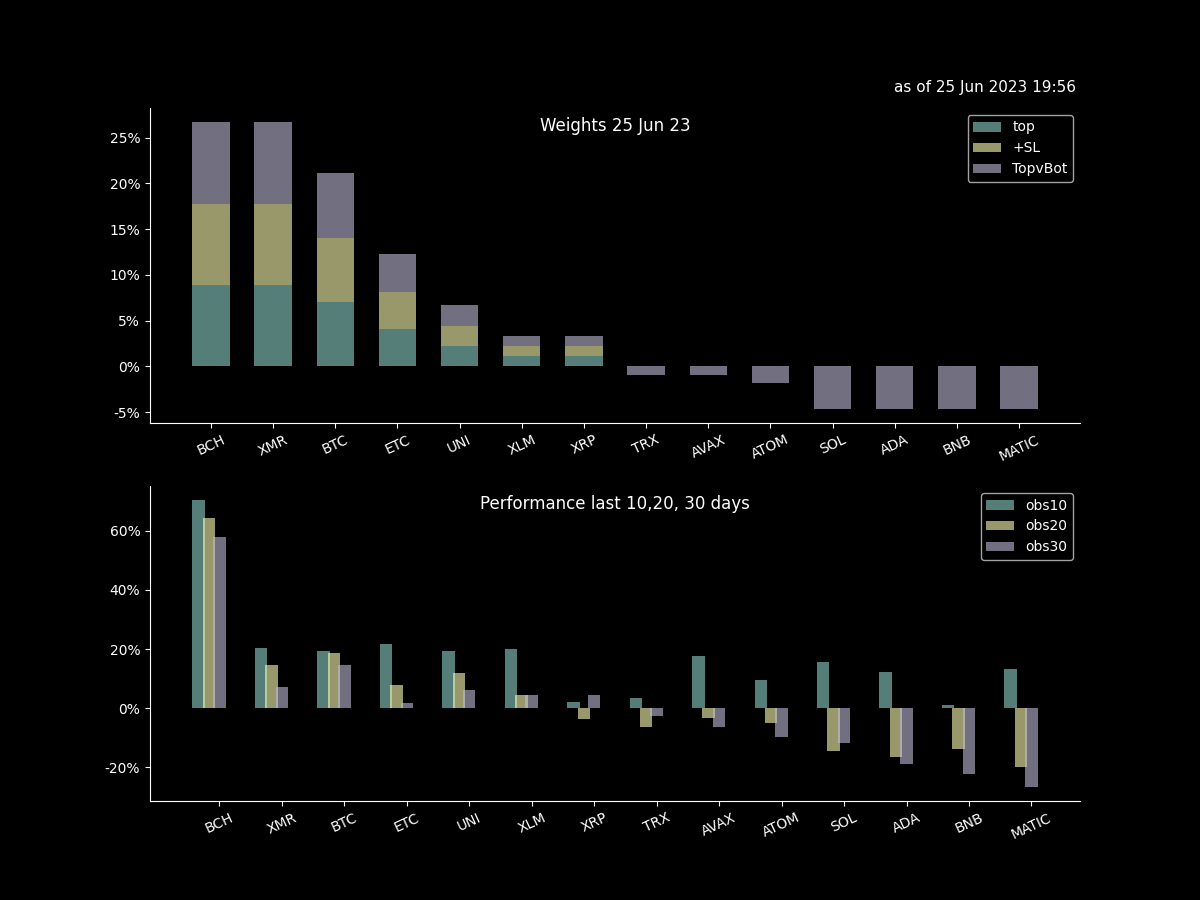 as of 25 Jun 2023 19:56
Weights 25 Jun 23
top
+SL
TopvBot
25%
20%
15%
10%
5%
0%
-5%
BCH XMR BTC ETC UNI XLM XRP TRX AVAX ATOM SOL ADA BNB MATIC
Performance last 10,20, 30 days
obs10
obs20
obs30
60%
40%
20%
0%
-20%
BCH XMR BTC ETC UNI XLM XRP TRX AVAX ATOM SOL ADA BNB MATIC